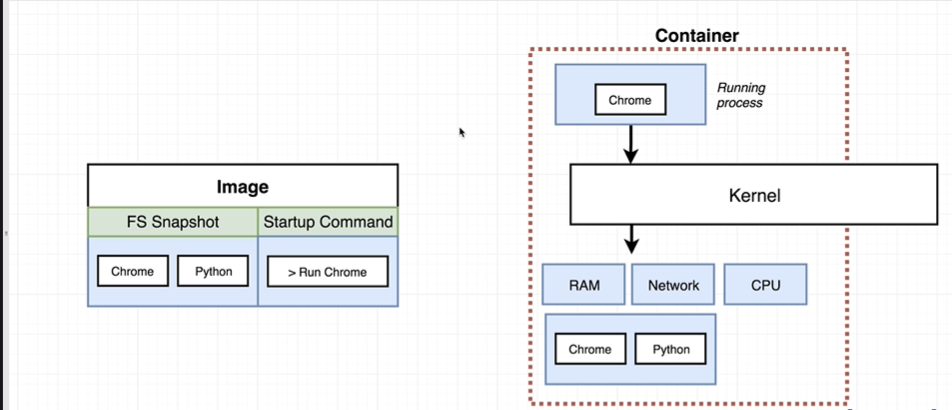 Container
Chrome
Running
process
Image
Kernel
FS Snapshot
Startup Command
Chrome
Python
> Run Chrome
RAM
Network
CPU
Chrome
Python